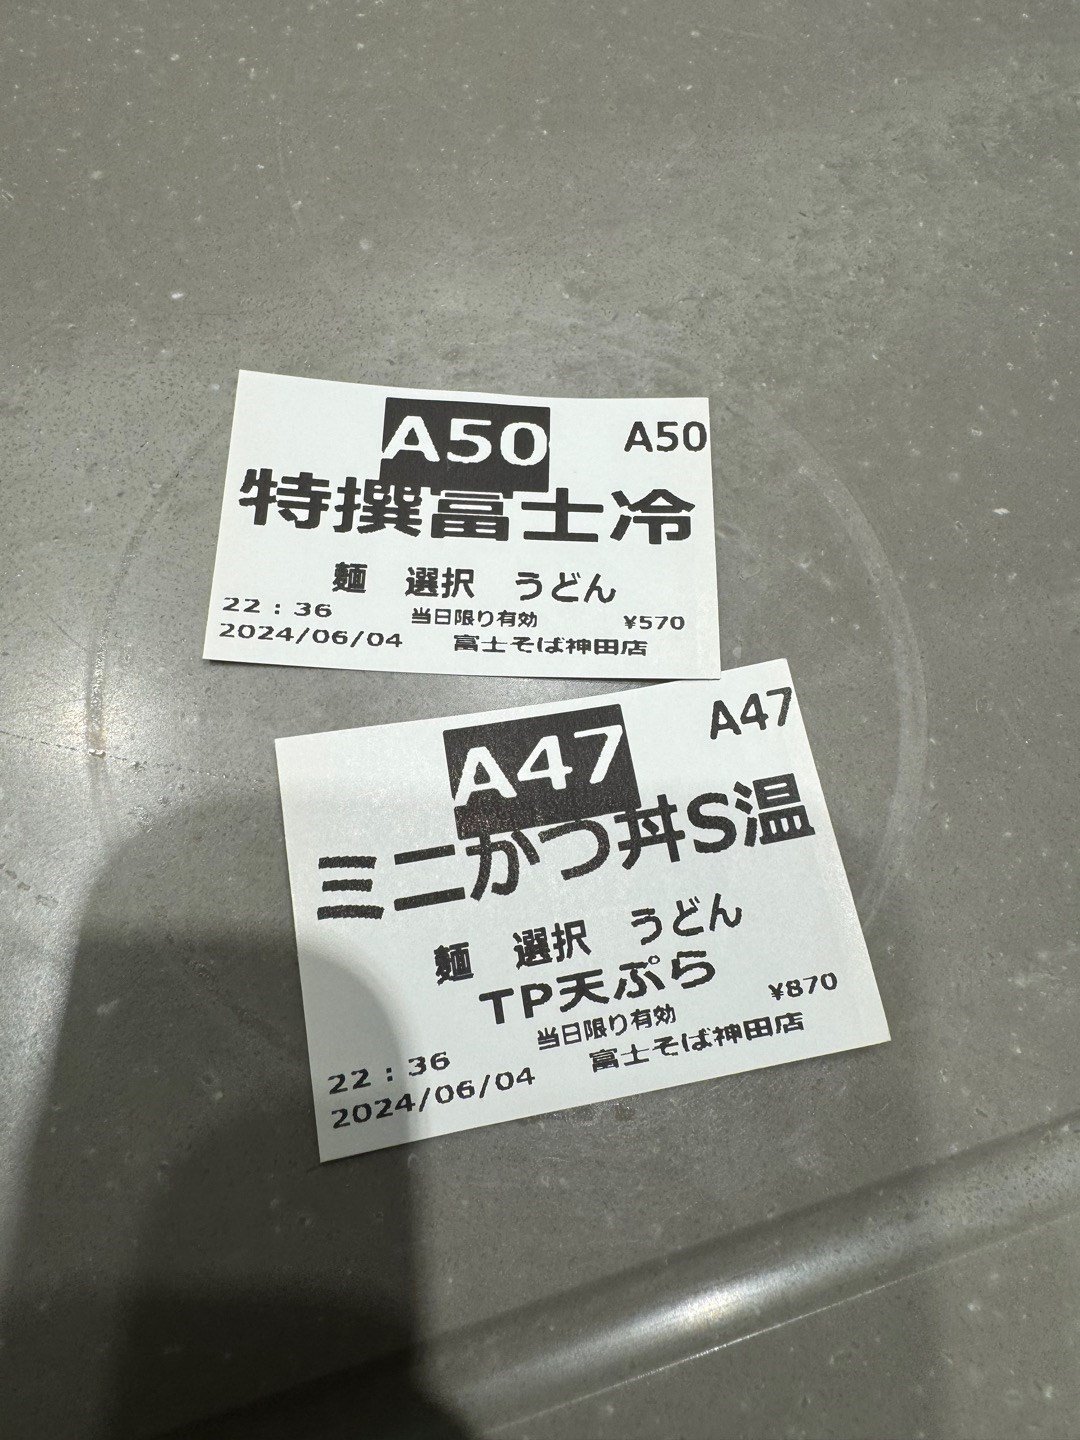 A50 A50
特撰富士冷
麺 選択 うどん
22:36 当日限り有効 ¥570
2024/06/04 富士そば神田店
A47 A47
ミニかつ丼S温
麺 選択 うどん
TP天ぷら
当日限り有効 ¥870
22:36 富士そば神田店
2024/06/04